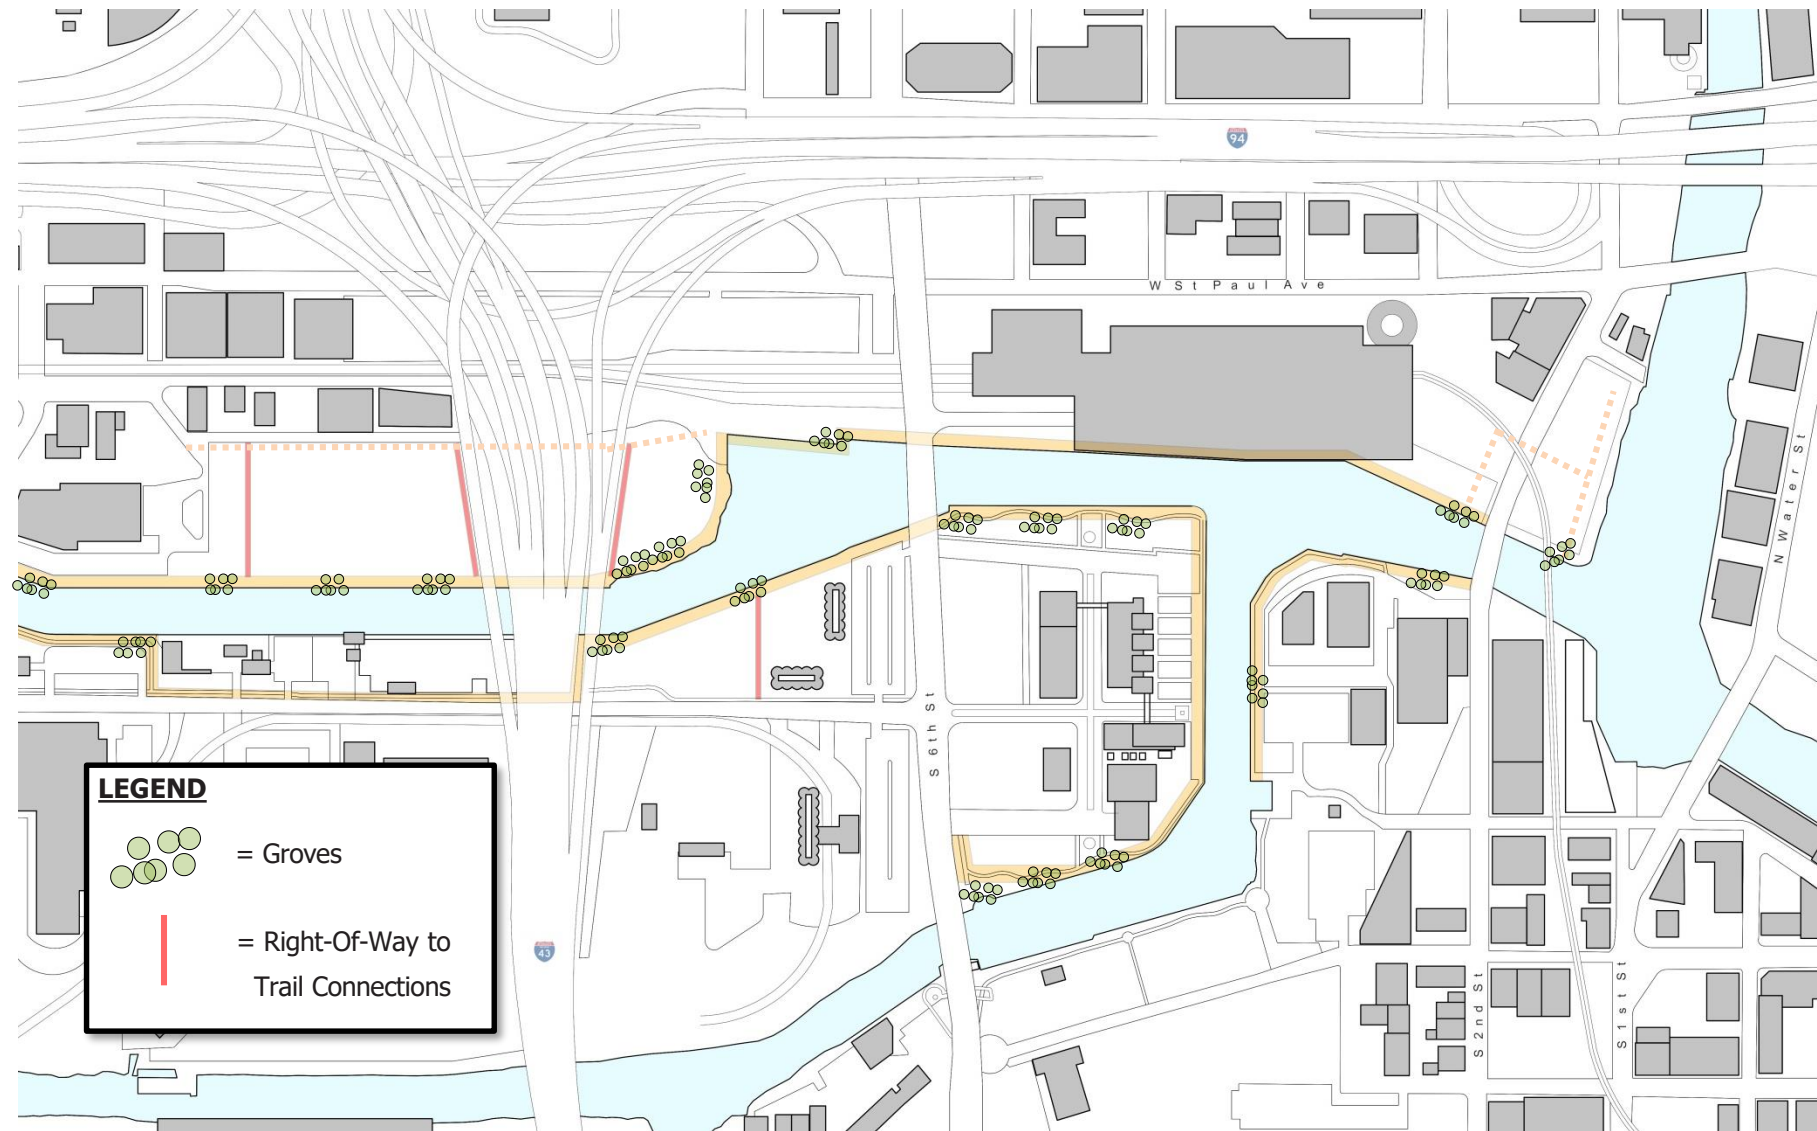 94
W St Paul Ave
N Water St
S 6th St
LEGEND
= Groves
= Right-Of-Way to
Trail Connections
43
S 2nd St
S 1st St